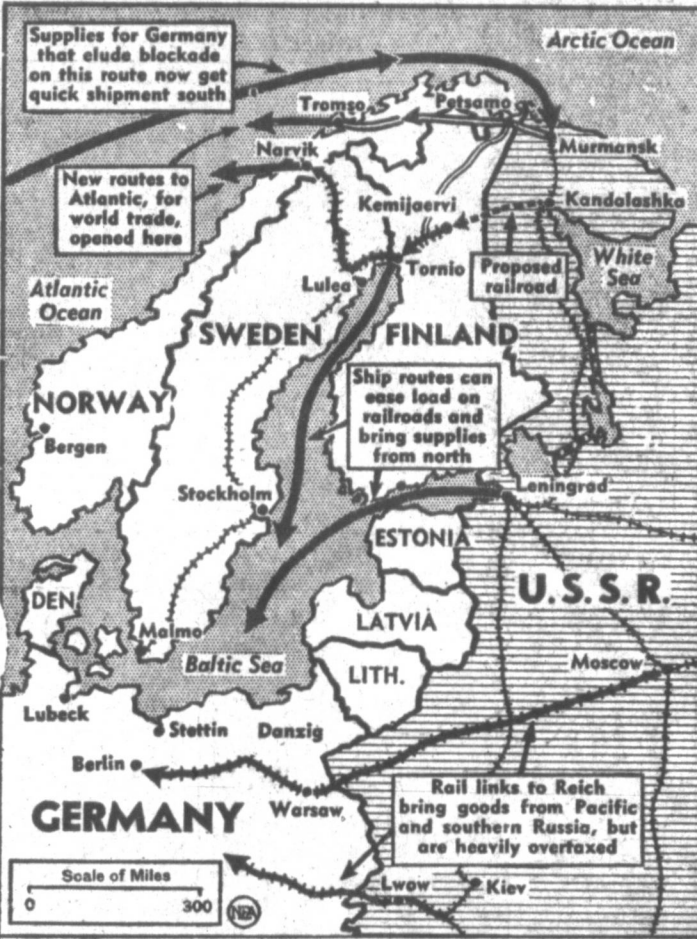 Supplies for Germany
that elude blockade
on this route now get
quick shipment south
Arctic Ocean
Tromso
Petsamo
Murmansk
Narvik
New routes to
Atlantic, for
world trade,
opened here
Kemijaervi
Kandalashka
Tornio
Proposed
railroad
White
Sea
Lulea
Atlantic
Ocean
SWEDEN
FINLAND
NORWAY
Bergen
Ship routes can
ease load on
railroads and
bring supplies
from north
Stockholm
Leningrad
ESTONIA
U.S.S.R.
DEN
LATVIA
Malmo
Baltic Sea
LITH.
Moscow
Lubeck
Stettin
Danzig
Berlin
Warsaw
Rail links to Reich
bring goods from Pacific
and southern Russia, but
are heavily overtaxed
GERMANY
Scale of Miles
0 300
NEA
Lwow
Kiev